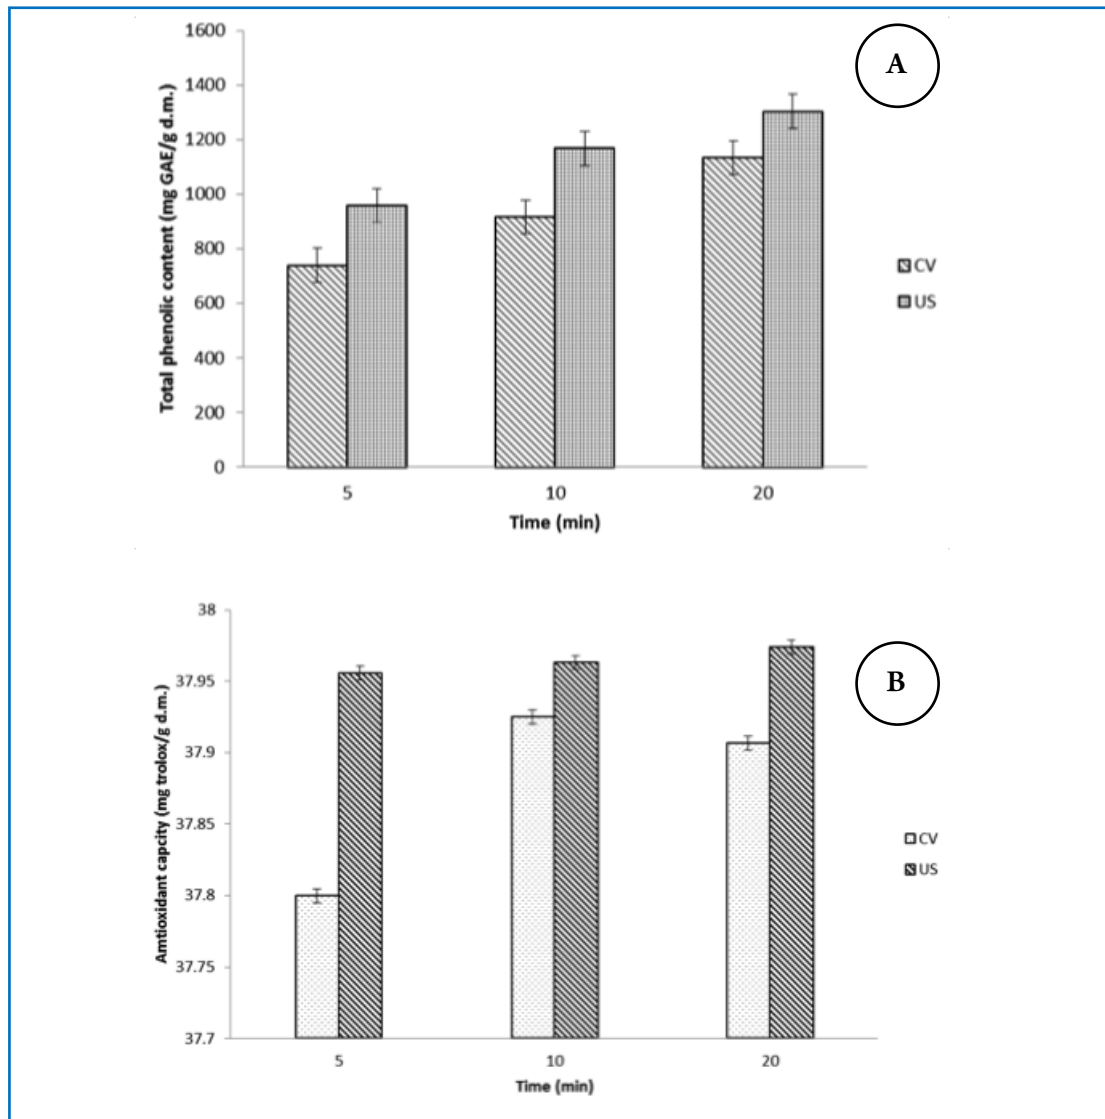 A
Total phenolic content (mg GAE/g d.m.)
1600
1400
1200
1000
800
600
400
200
0
CV
US
5 10 20
Time (min)
B
Amtioxidant capcity (mg trolox/g d.m.)
38
37.95
37.9
37.85
37.8
37.75
37.7
CV
US
5 10 20
Time (min)